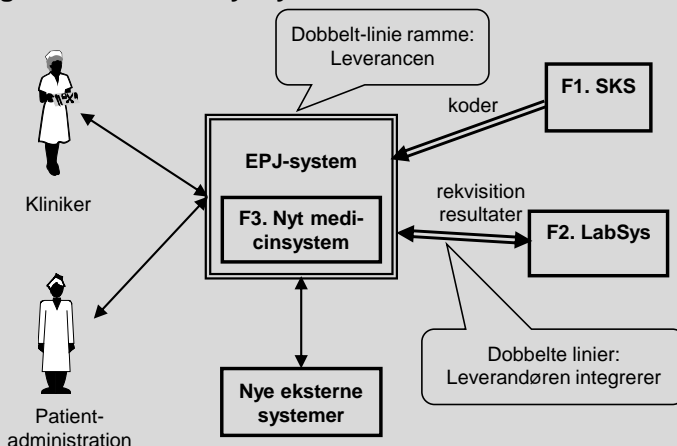 Dobbelt-linie ramme:
Leverancen
F1. SKS
koder
EPJ-system
Kliniker
F3. Nyt medi-
cinsystem
rekvisition
resultater
F2. LabSys
Dobbelte linier:
Leverandøren integrerer
Nye eksterne
systemer
Patient-
administration